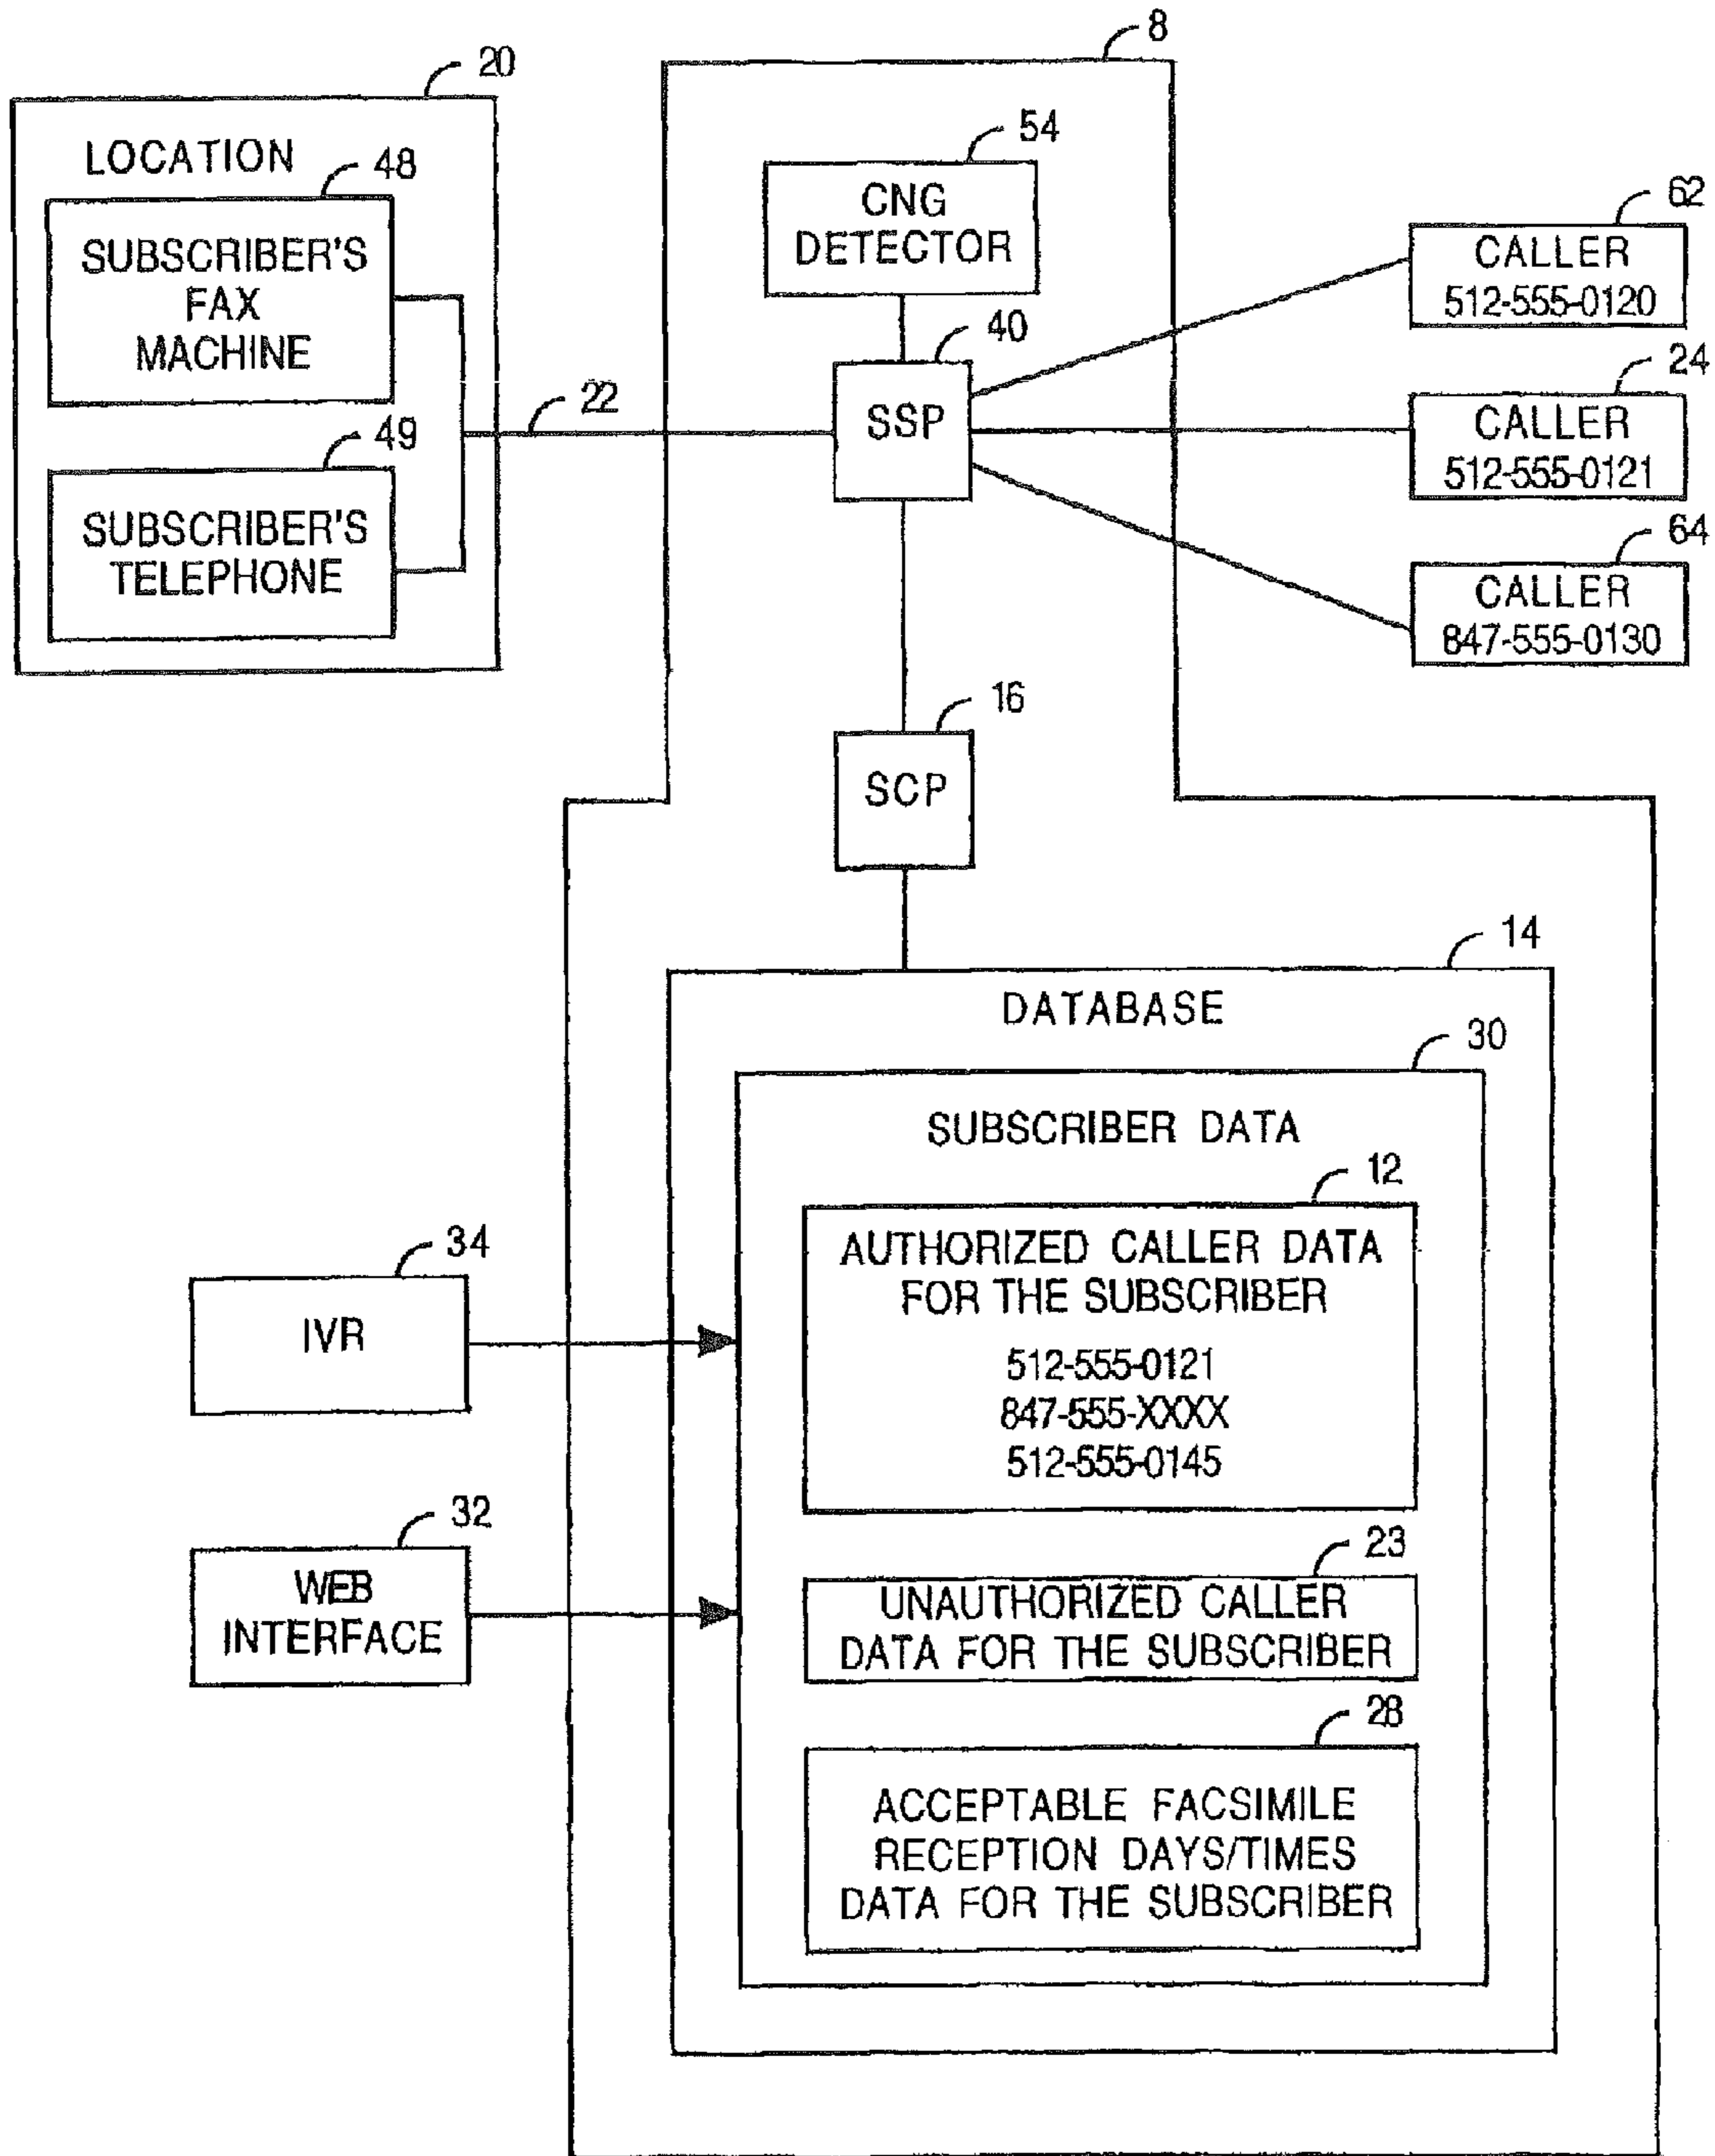 8
20
LOCATION
48
SUBSCRIBER'S
FAX
MACHINE
49
SUBSCRIBER'S
TELEPHONE
22
54
CNG
DETECTOR
40
SSP
62
CALLER
512-555-0120
24
CALLER
512-555-0121
64
CALLER
847-555-0130
16
SCP
14
DATABASE
30
SUBSCRIBER DATA
12
AUTHORIZED CALLER DATA
FOR THE SUBSCRIBER
512-555-0121
847-555-XXXX
512-555-0145
34
IVR
32
WEB
INTERFACE
23
UNAUTHORIZED CALLER
DATA FOR THE SUBSCRIBER
28
ACCEPTABLE FACSIMILE
RECEPTION DAYS/TIMES
DATA FOR THE SUBSCRIBER